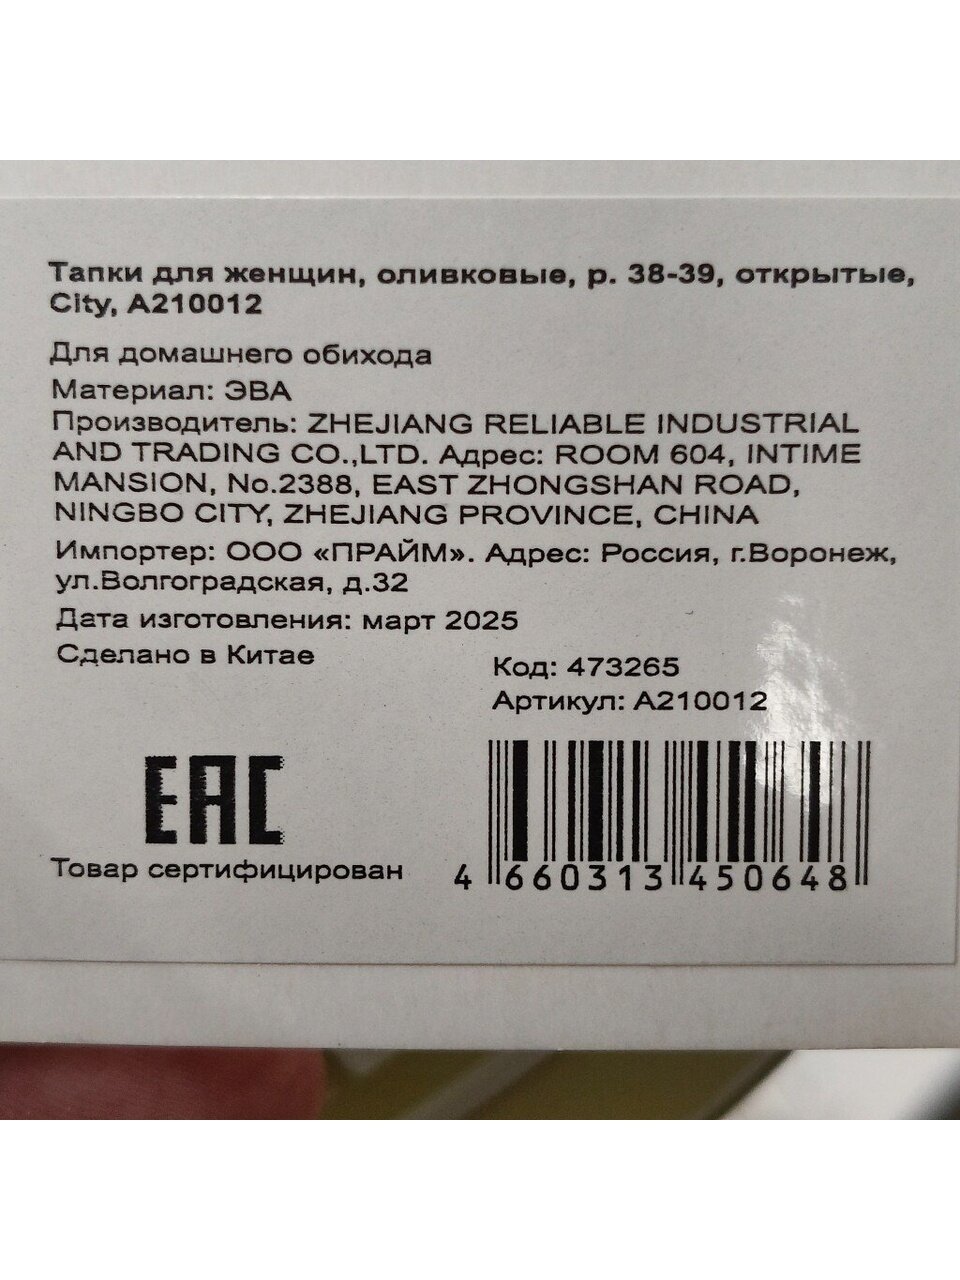 Тапки для женщин, оливковые, р. 38-39, открытые,
City, A210012
Для домашнего обихода
Материал: ЭВА
Производитель: ZHEJIANG RELIABLE INDUSTRIAL
AND TRADING CO.,LTD. Адрес: ROOM 604, INTIME
MANSION, No.2388, EAST ZHONGSHAN ROAD,
NINGBO CITY, ZHEJIANG PROVINCE, CHINA
Импортер: ООО «ПРАЙМ». Адрес: Россия, г.Воронеж,
ул.Волгоградская, д.32
Дата изготовления: март 2025
Сделано в Китае
Код: 473265
Артикул: A210012
EAC
Товар сертифицирован
4 660313 450648